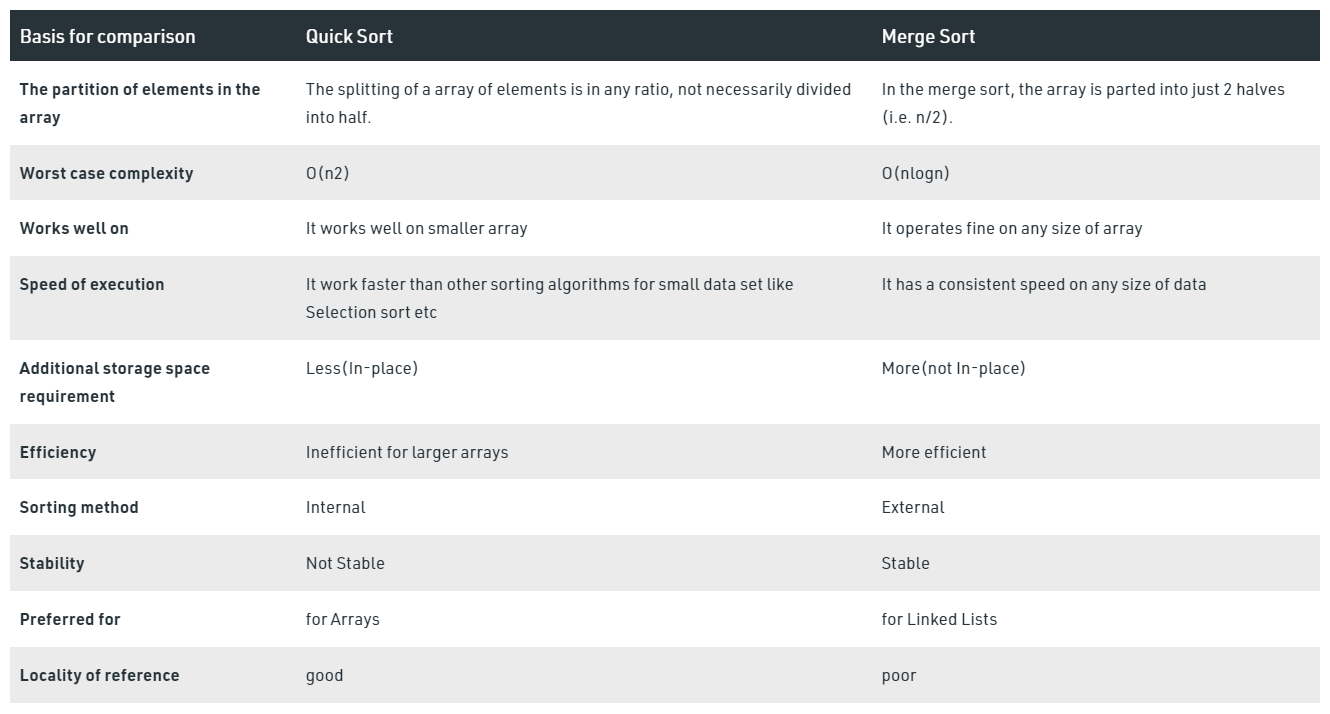 Basis for comparison Quick Sort Merge Sort
The partition of elements in the array The splitting of a array of elements is in any ratio, not necessarily divided into half. In the merge sort, the array is parted into just 2 halves (i.e. n/2).
Worst case complexity O(n2) O(nlogn)
Works well on It works well on smaller array It operates fine on any size of array
Speed of execution It work faster than other sorting algorithms for small data set like Selection sort etc It has a consistent speed on any size of data
Additional storage space requirement Less(In-place) More(not In-place)
Efficiency Inefficient for larger arrays More efficient
Sorting method Internal External
Stability Not Stable Stable
Preferred for for Arrays for Linked Lists
Locality of reference good poor